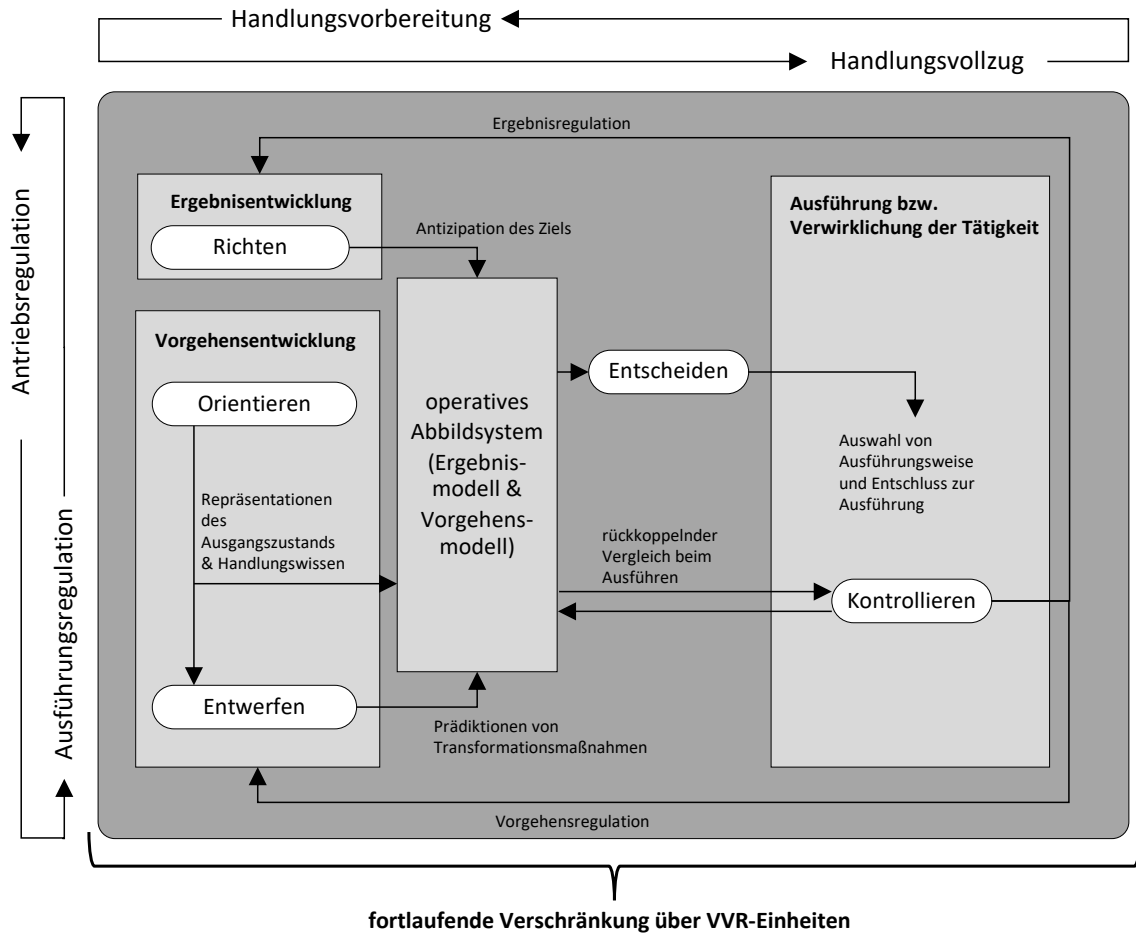 Handlungsvorbereitung
Handlungsvollzug
Antriebsregulation
Ausführungsregulation
Ergebnisregulation
Ergebnisentwicklung
Richten
Antizipation des Ziels
Vorgehensentwicklung
Orientieren
Repräsentationen
des
Ausgangszustands
& Handlungswissen
Entwerfen
operatives
Abbildsystem
(Ergebnis-
modell &
Vorgehens-
modell)
Prädiktionen von
Transformationsmaßnahmen
Entscheiden
rückkoppelnder
Vergleich beim
Ausführen
Ausführung bzw.
Verwirklichung der Tätigkeit
Auswahl von
Ausführungsweise
und Entschluss zur
Ausführung
Kontrollieren
Vorgehensregulation
fortlaufende Verschränkung über VVR-Einheiten